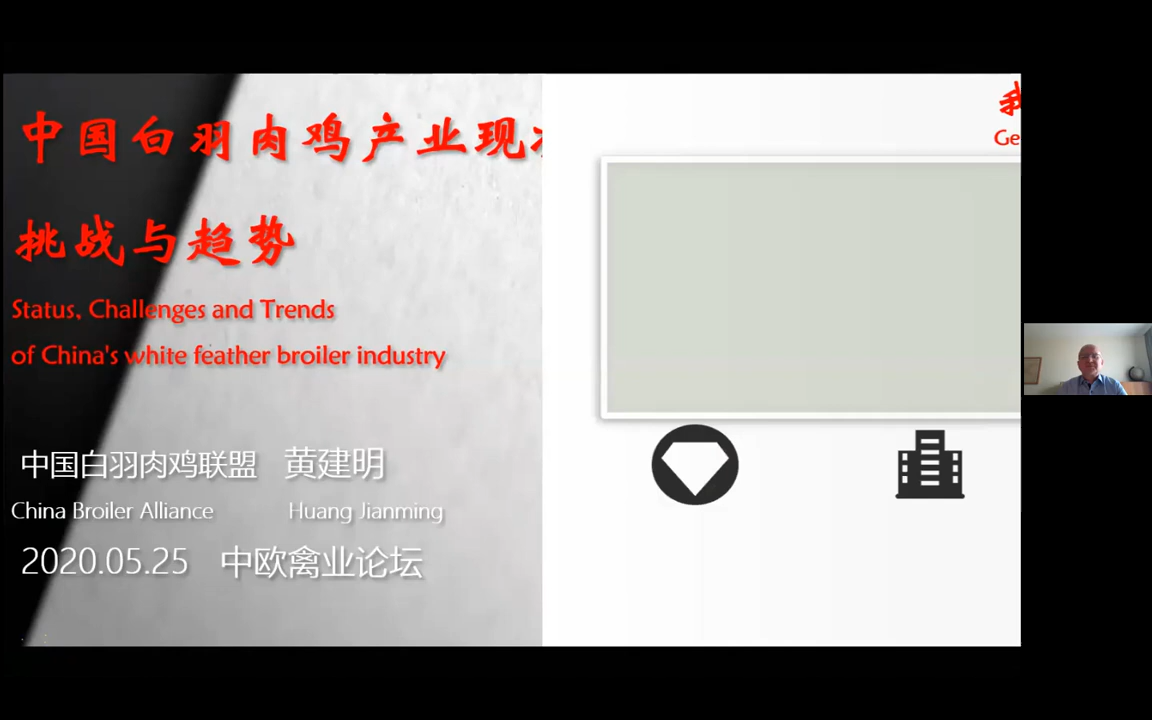 中国白羽肉鸡产业现
挑战与趋势
Status, Challenges and Trends
of China's white feather broiler industry
中国白羽肉鸡联盟 黄建明
China Broiler Alliance Huang Jianming
2020.05.25 中欧禽业论坛
Ge